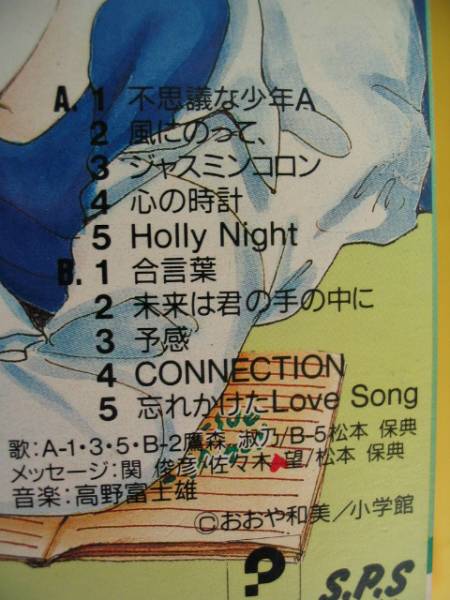 A. 1 不思議な少年A
2 風にのって、
3 ジャスミンコロン
4 心の時計
5 Holly Night
B. 1 合言葉
2 未来は君の手の中に
3 予感
4 CONNECTION
5 忘れかけたLove Song
歌:A-1・3・5・B-2鷹森 淑乃/B-5松本 保典
メッセージ:関 俊彦/佐々木 望/松本 保典
音楽:高野富士雄
©おおや和美/小学館
?
S.P.S